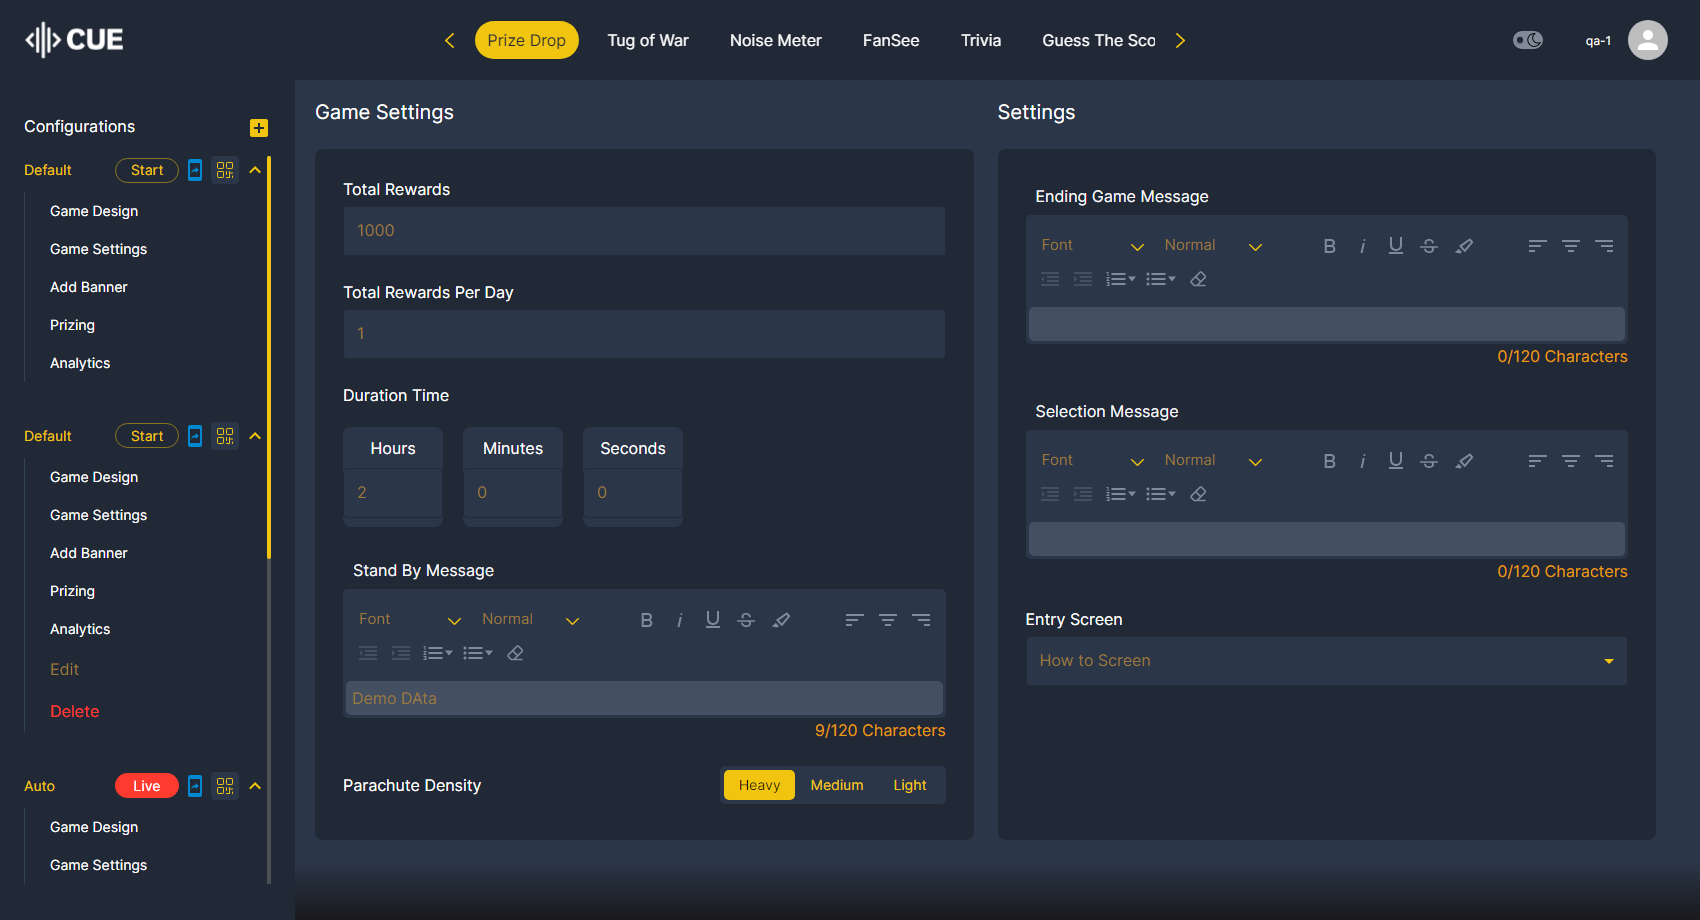 CUE
Prize Drop
Tug of War
Noise Meter
FanSee
Trivia
Guess The Sco
qa-1
Configurations
Default
Start
Game Design
Game Settings
Add Banner
Prizing
Analytics
Default
Start
Game Design
Game Settings
Add Banner
Prizing
Analytics
Edit
Delete
Auto
Live
Game Design
Game Settings
Game Settings
Total Rewards
1000
Total Rewards Per Day
1
Duration Time
Hours
Minutes
Seconds
2
0
0
Stand By Message
Font
Normal
Demo DAta
9/120 Characters
Parachute Density
Heavy
Medium
Light
Settings
Ending Game Message
Font
Normal
0/120 Characters
Selection Message
Font
Normal
0/120 Characters
Entry Screen
How to Screen